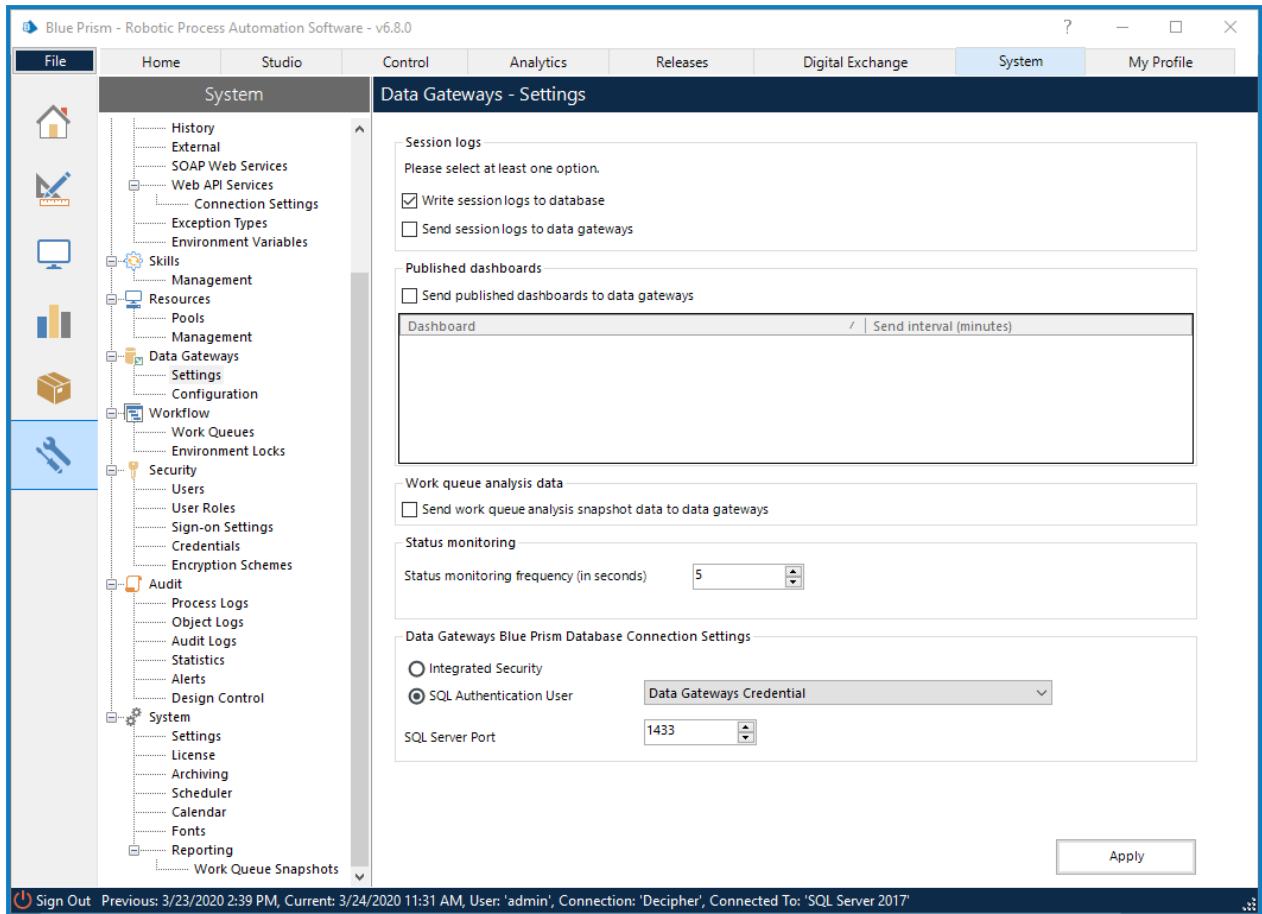 Blue Prism - Robotic Process Automation Software - v6.8.0
?
File
Home
Studio
Control
Analytics
Releases
Digital Exchange
System
My Profile
System
History
External
SOAP Web Services
Web API Services
Connection Settings
Exception Types
Environment Variables
Skills
Management
Resources
Pools
Management
Data Gateways
Settings
Configuration
Workflow
Work Queues
Environment Locks
Security
Users
User Roles
Sign-on Settings
Credentials
Encryption Schemes
Audit
Process Logs
Object Logs
Audit Logs
Statistics
Alerts
Design Control
System
Settings
License
Archiving
Scheduler
Calendar
Fonts
Reporting
Work Queue Snapshots
Data Gateways - Settings
Session logs
Please select at least one option.
Write session logs to database
Send session logs to data gateways
Published dashboards
Send published dashboards to data gateways
Dashboard / Send interval (minutes)
Work queue analysis data
Send work queue analysis snapshot data to data gateways
Status monitoring
Status monitoring frequency (in seconds) 5
Data Gateways Blue Prism Database Connection Settings
Integrated Security
SQL Authentication User Data Gateways Credential
SQL Server Port 1433
Apply
Sign Out Previous: 3/23/2020 2:39 PM, Current: 3/24/2020 11:31 AM, User: 'admin', Connection: 'Decipher', Connected To: 'SQL Server 2017'